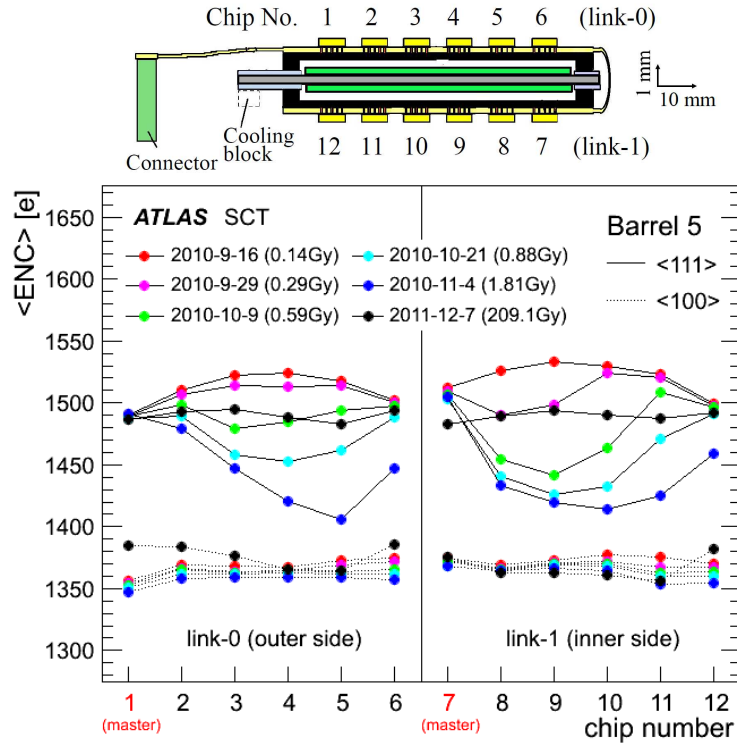 Chip No. 1 2 3 4 5 6 (link-0)
1 mm
10 mm
Cooling
block
Connector
12 11 10 9 8 7 (link-1)
<ENC> [e]
1650
1600
1550
1500
1450
1400
1350
1300
ATLAS SCT
Barrel 5
2010-9-16 (0.14Gy) 2010-10-21 (0.88Gy)
2010-9-29 (0.29Gy) 2010-11-4 (1.81Gy)
2010-10-9 (0.59Gy) 2011-12-7 (209.1Gy)
<111>
<100>
link-0 (outer side) link-1 (inner side)
1 2 3 4 5 6 7 8 9 10 11 12
(master) (master) chip number